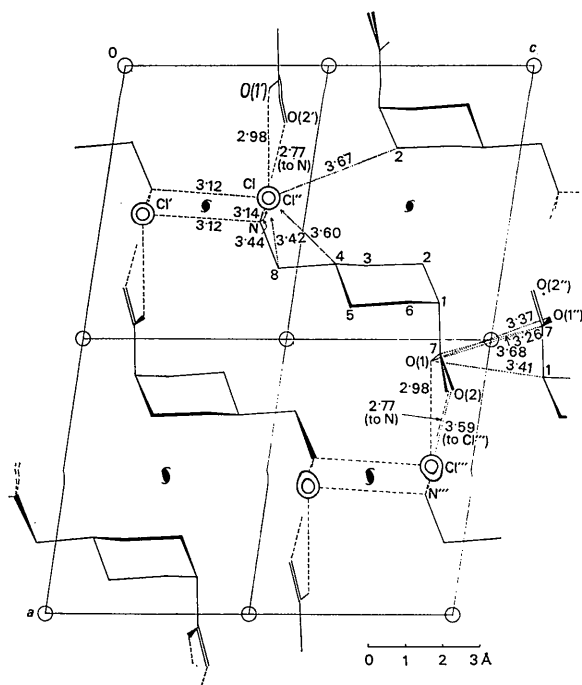 O
c
O(1')
O(2')
2·98
2·77
(to N)
3·67
2
3·12
Cl
Cl''
Cl'
3·14
3·12
N
3·44
3·42
3·60
8
4
3
2
1
5
6
O(2'')
O(1'')
3·37
3·26
7
7
3·68
O(1)
3·41
1
2·98
O(2)
2·77
(to N)
3·59
(to Cl''')
Cl'''
N'''
a
0 1 2 3 Å